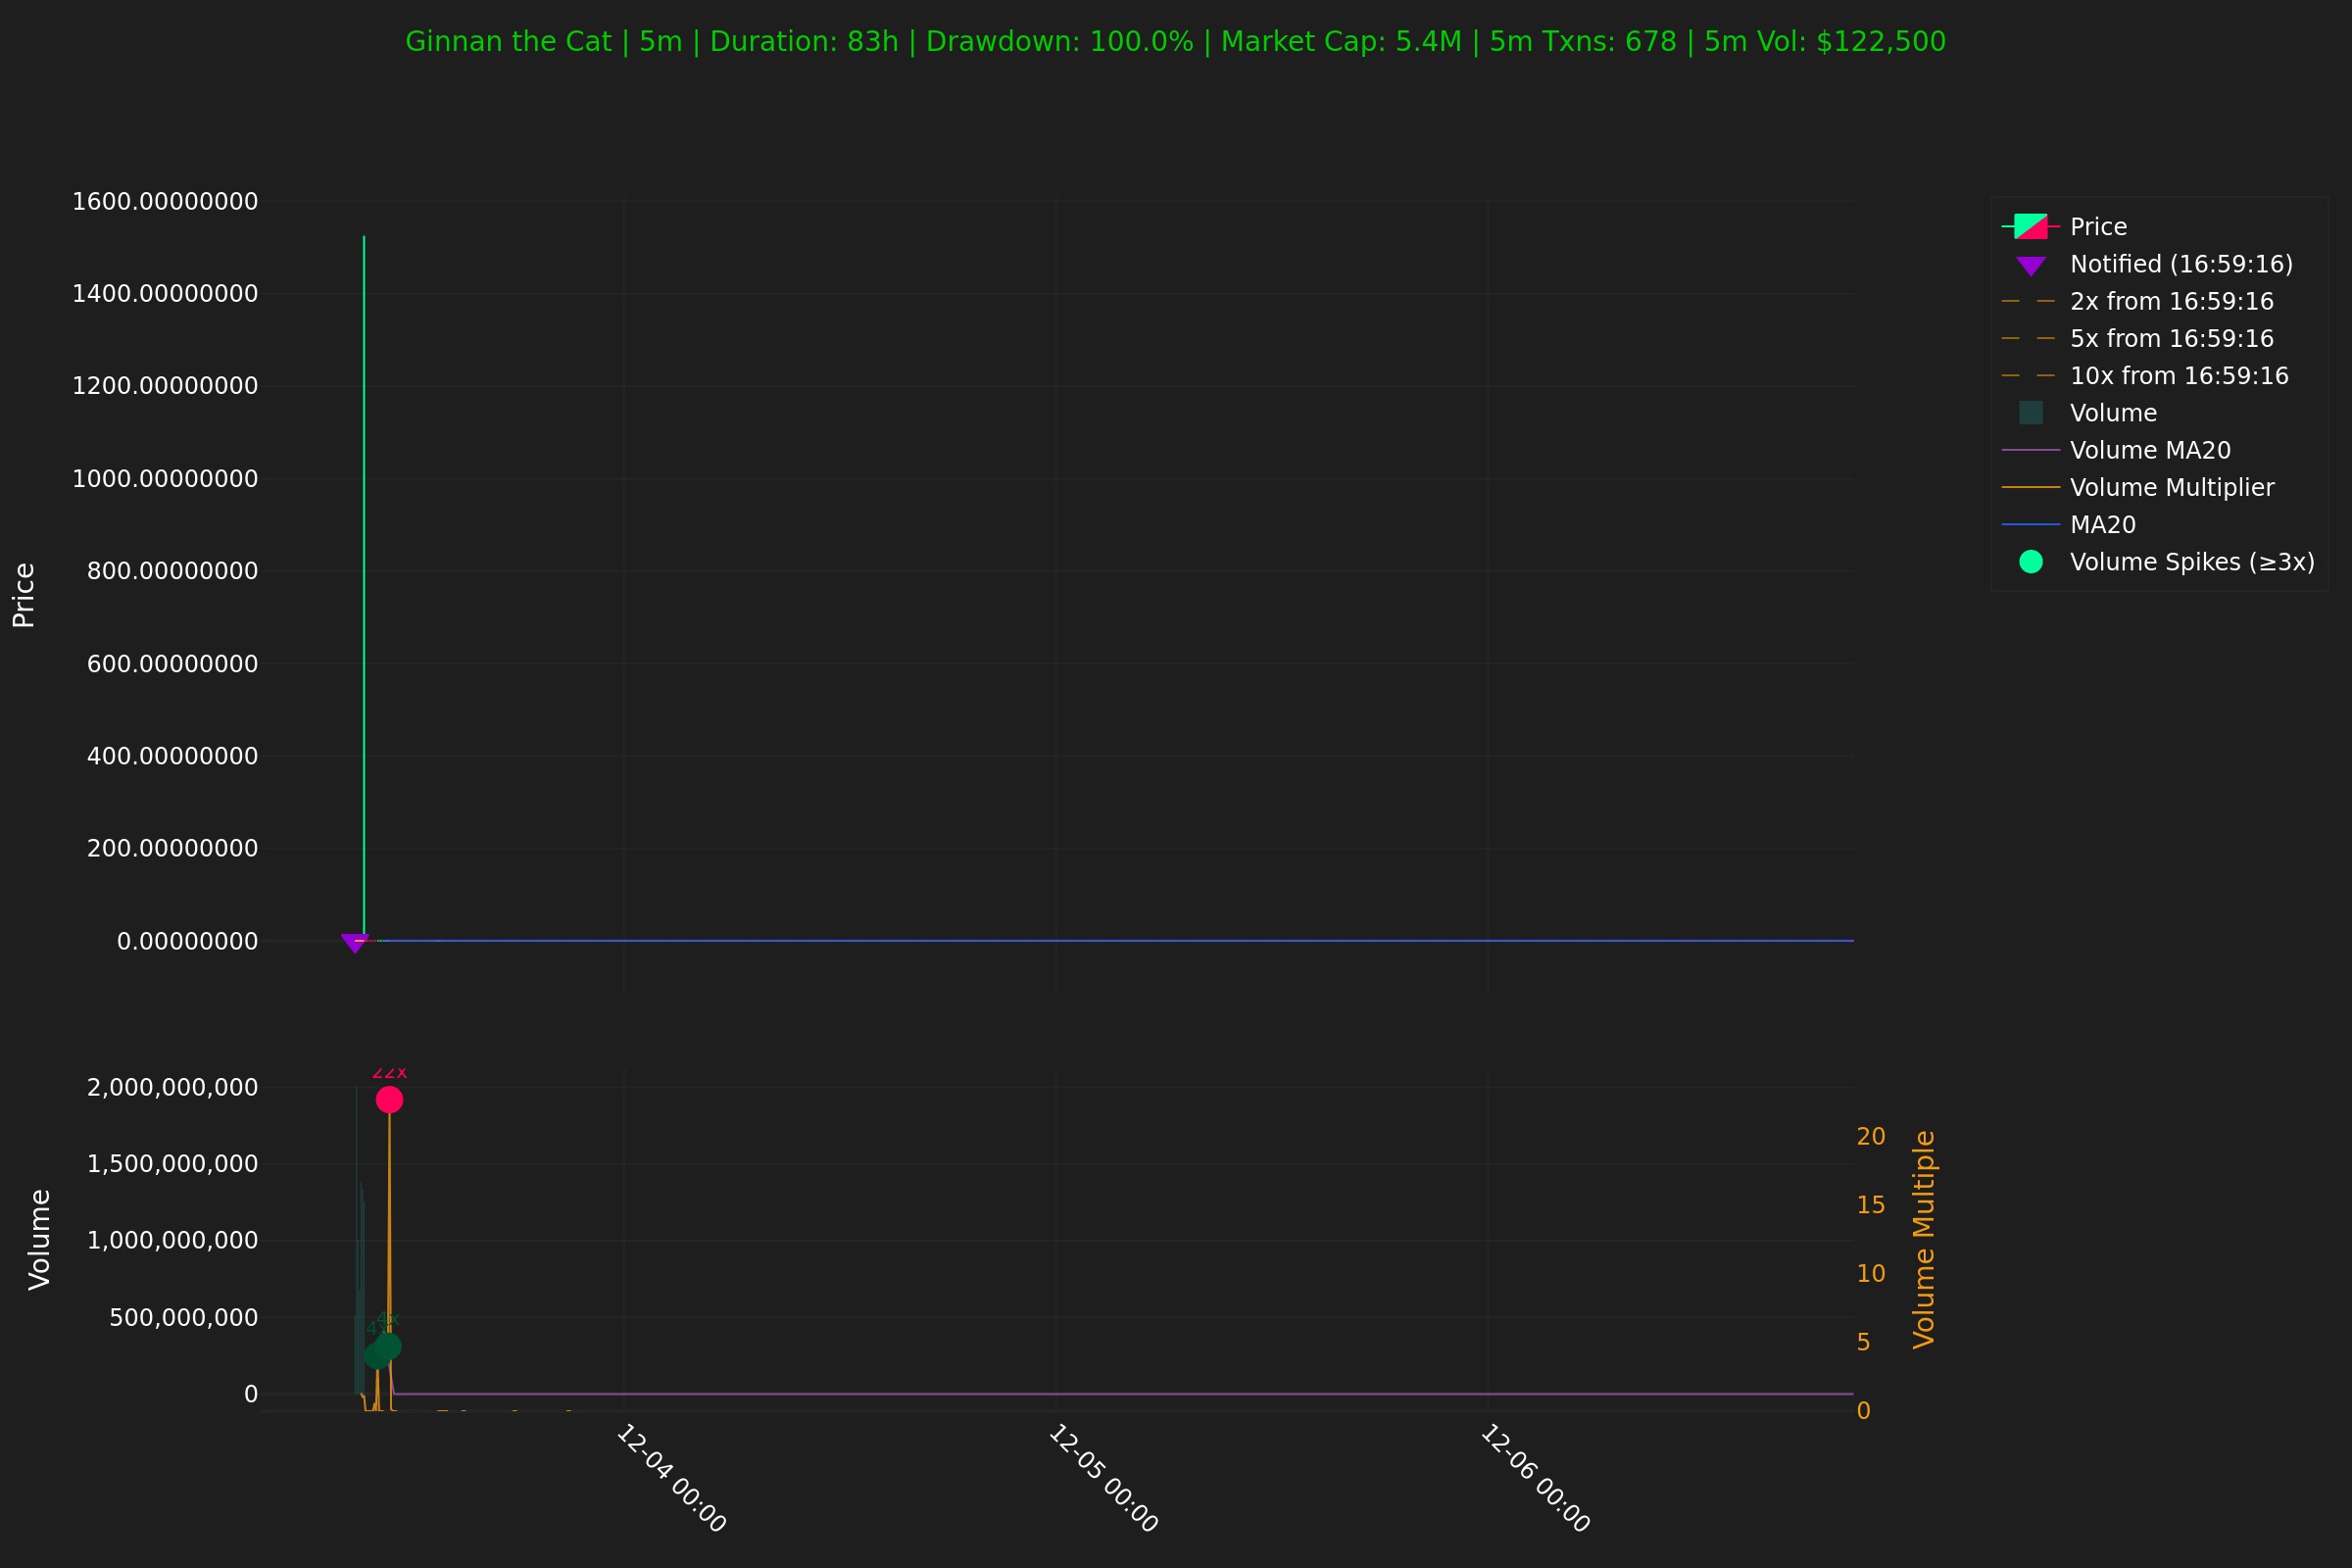 Ginnan the Cat | 5m | Duration: 83h | Drawdown: 100.0% | Market Cap: 5.4M | 5m Txns: 678 | 5m Vol: $122,500
1600.00000000
1400.00000000
1200.00000000
1000.00000000
800.00000000
600.00000000
400.00000000
200.00000000
0.00000000
Price
Price
Notified (16:59:16)
2x from 16:59:16
5x from 16:59:16
10x from 16:59:16
Volume
Volume MA20
Volume Multiplier
MA20
Volume Spikes (≥3x)
2,000,000,000
1,500,000,000
1,000,000,000
500,000,000
0
Volume
22x
4x
4x
20
15
10
5
0
Volume Multiple
12-04 00:00
12-05 00:00
12-06 00:00